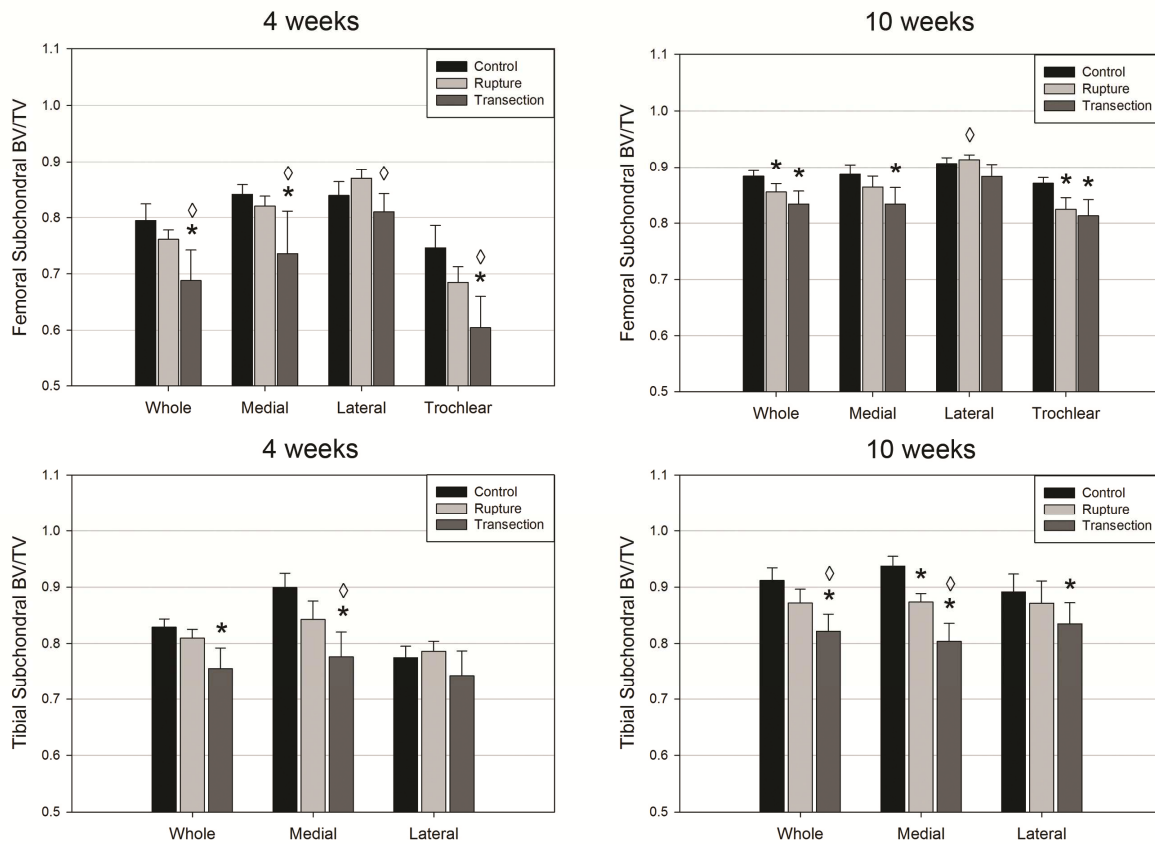 4 weeks
Femoral Subchondral BV/TV
1.1
1.0
0.9
0.8
0.7
0.6
0.5
Control
Rupture
Transection
◊
*
◊
*
◊
◊
*
Whole Medial Lateral Trochlear
10 weeks
Femoral Subchondral BV/TV
1.1
1.0
0.9
0.8
0.7
0.6
0.5
Control
Rupture
Transection
* *
*
◊
* *
Whole Medial Lateral Trochlear
4 weeks
Tibial Subchondral BV/TV
1.1
1.0
0.9
0.8
0.7
0.6
0.5
Control
Rupture
Transection
*
◊
*
Whole Medial Lateral
10 weeks
Tibial Subchondral BV/TV
1.1
1.0
0.9
0.8
0.7
0.6
0.5
Control
Rupture
Transection
◊
*
*
◊
*
*
Whole Medial Lateral